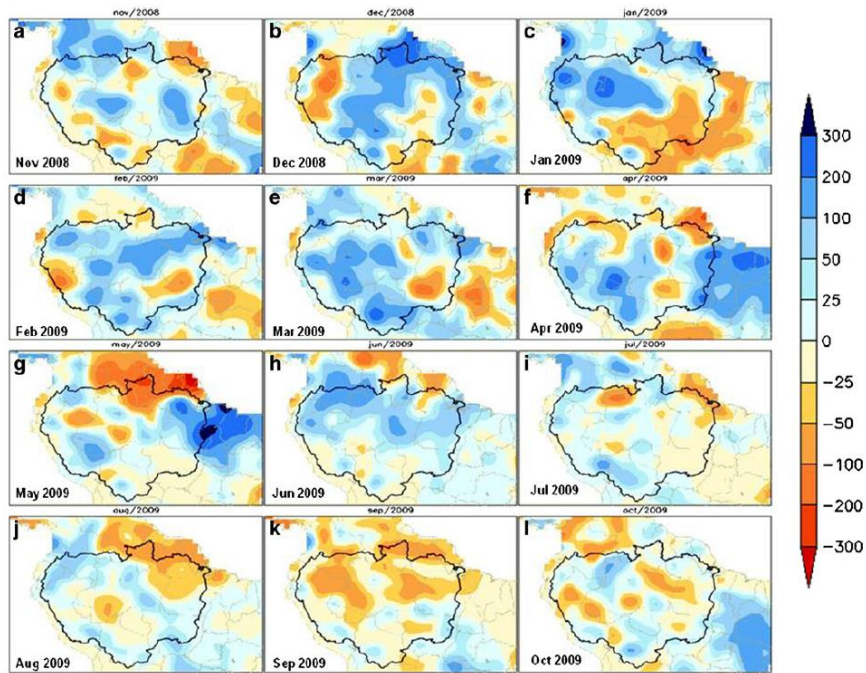 nov/2008
a
Nov 2008
dec/2008
b
Dec 2008
jan/2009
c
Jan 2009
feb/2009
d
Feb 2009
mar/2009
e
Mar 2009
apr/2009
f
Apr 2009
may/2009
g
May 2009
jun/2009
h
Jun 2009
jul/2009
i
Jul 2009
aug/2009
j
Aug 2009
sep/2009
k
Sep 2009
oct/2009
l
Oct 2009
300
200
100
50
25
0
−25
−50
−100
−200
−300